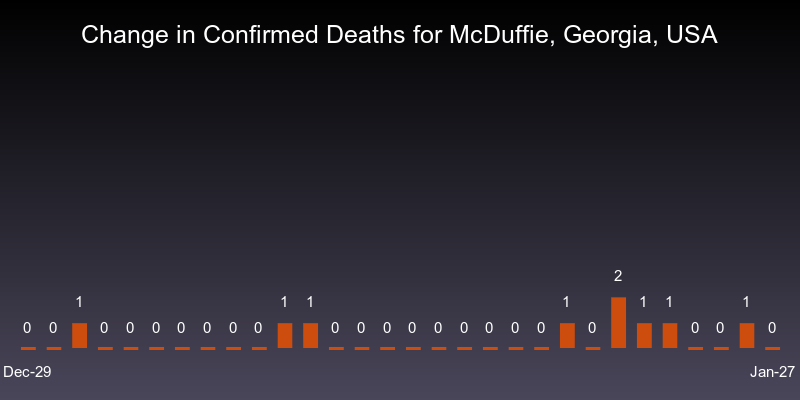 Change in Confirmed Deaths for McDuffie, Georgia, USA
2
1 1 1 1 1 1 1
0 0 0 0 0 0 0 0 0 0 0 0 0 0 0 0 0 0 0 0 0 0
Dec-29 Jan-27